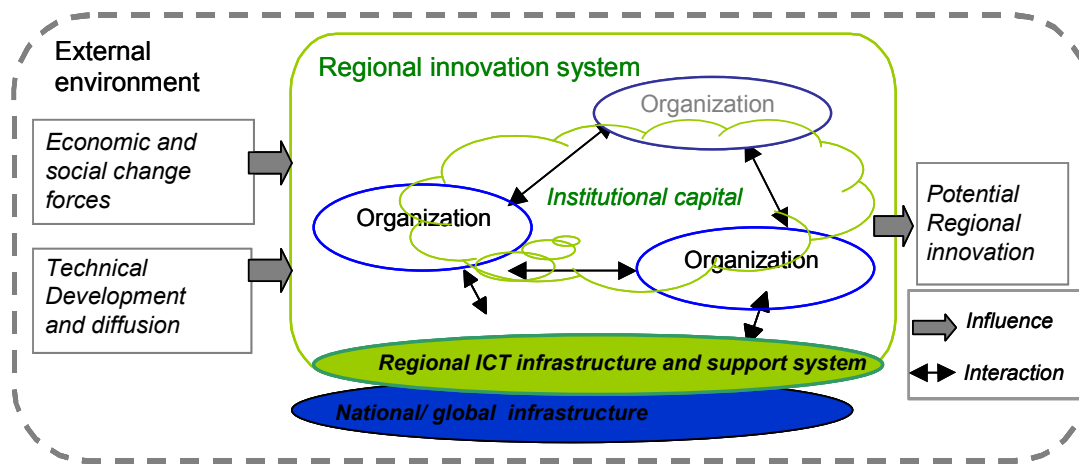 External
environment
Economic and
social change
forces
Technical
Development
and diffusion
Regional innovation system
Organization
Institutional capital
Organization
Organization
Regional ICT infrastructure and support system
National/ global infrastructure
Potential
Regional
innovation
Influence
Interaction